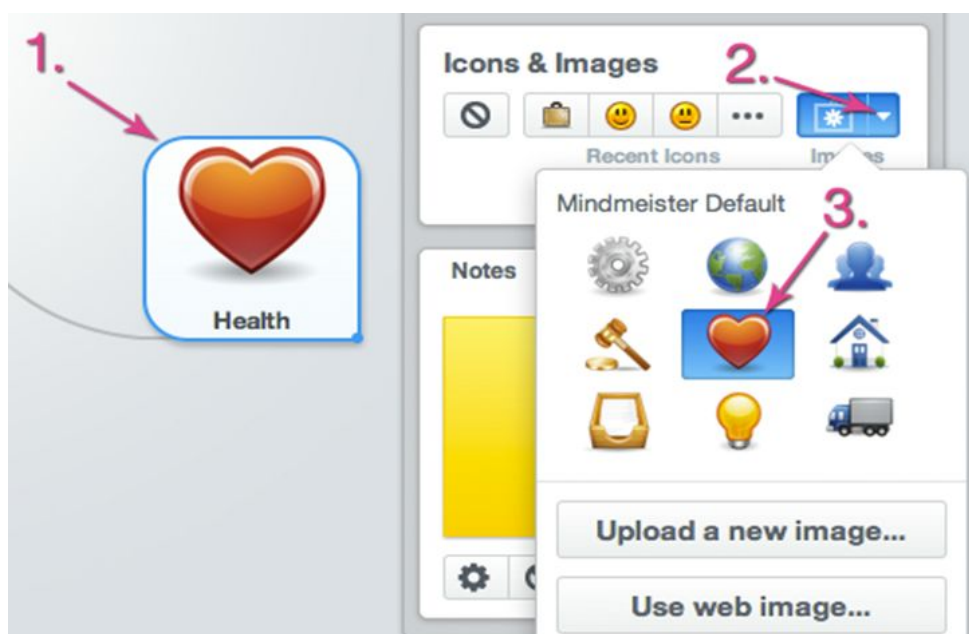 1.
Health
Icons & Images
2.
Recent Icons
Mindmeister Default
3.
Notes
Upload a new image...
Use web image...